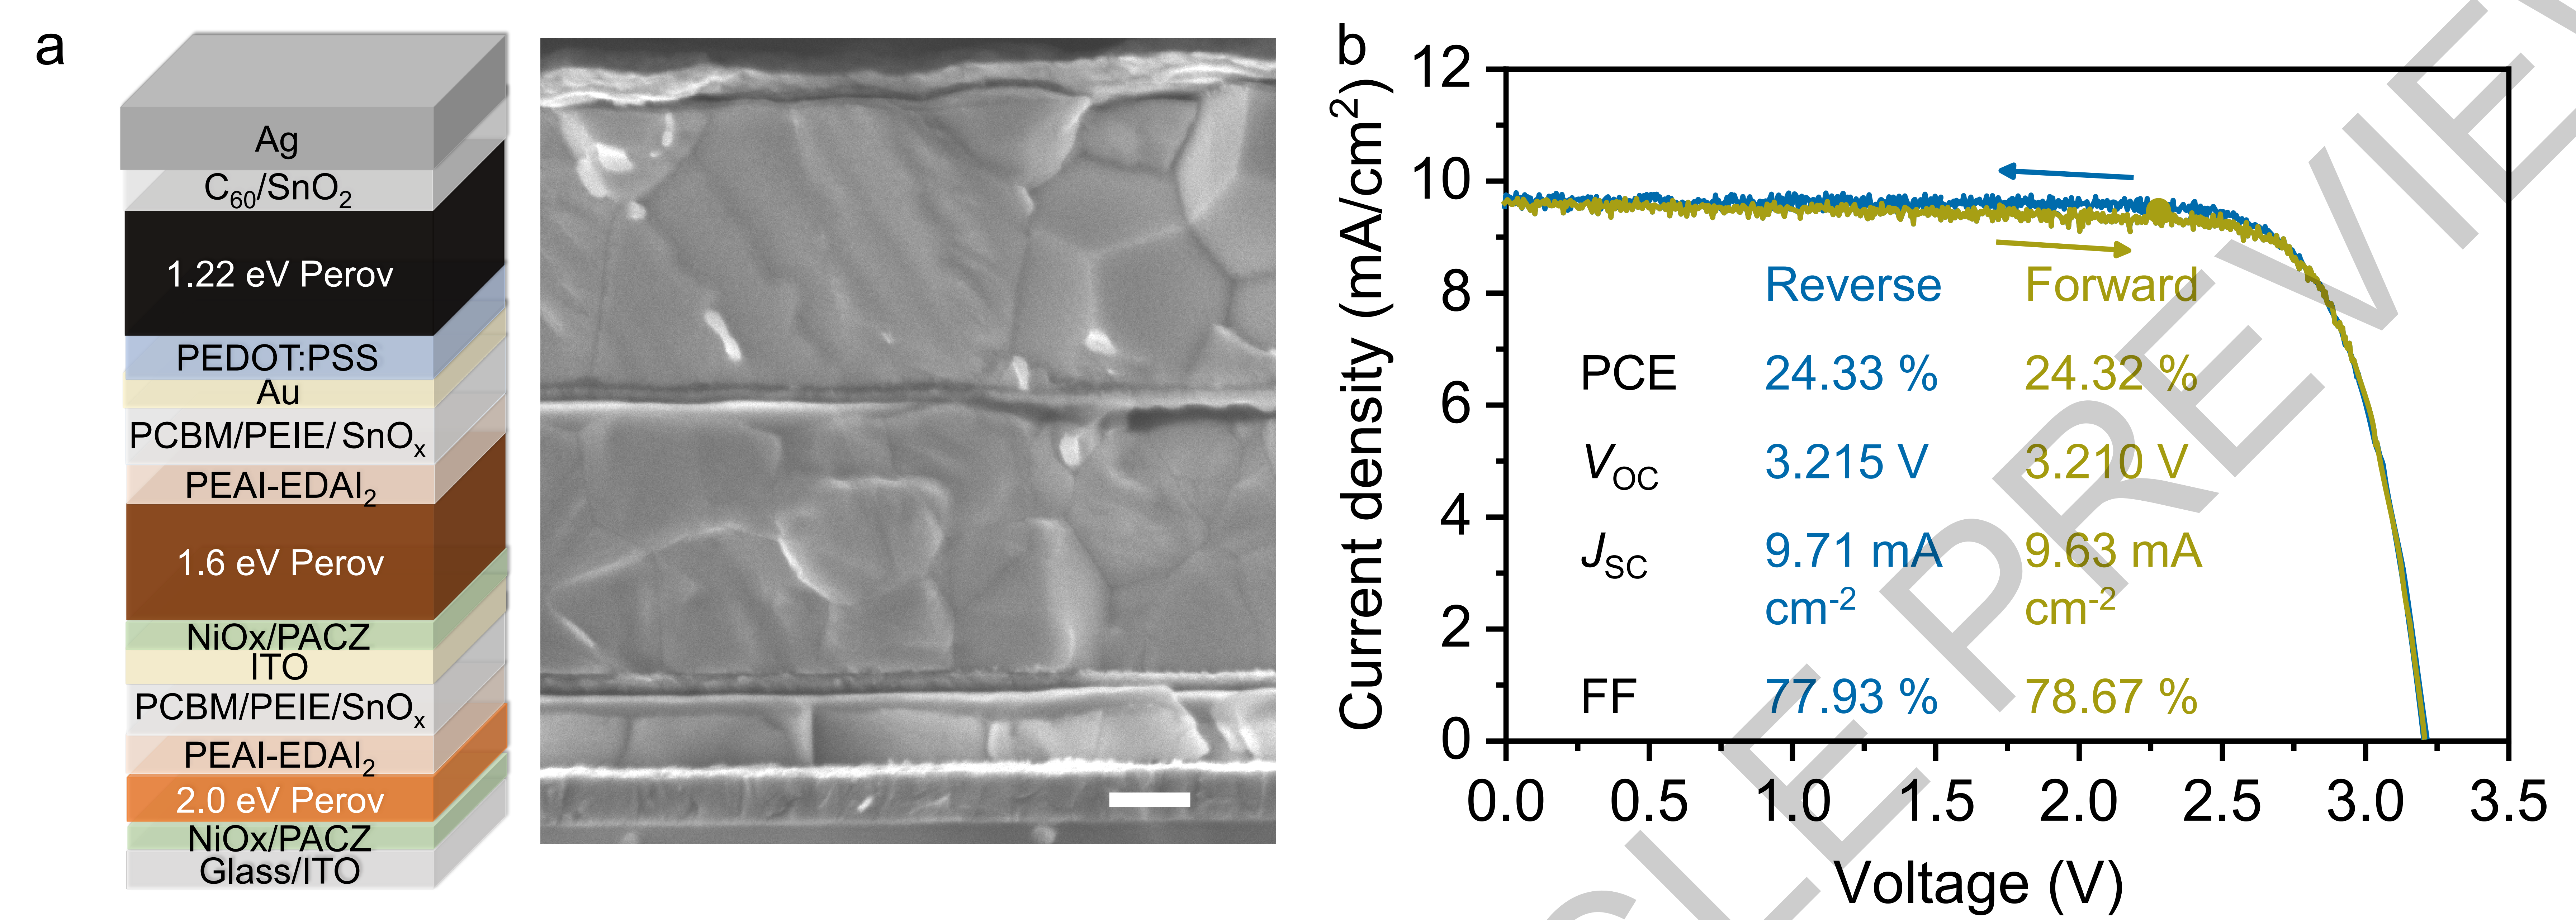 a
Ag
C60/SnO2
1.22 eV Perov
PEDOT:PSS
Au
PCBM/PEIE/ SnOx
PEAI-EDAI2
1.6 eV Perov
NiOx/PACZ
ITO
PCBM/PEIE/SnOx
PEAI-EDAI2
2.0 eV Perov
NiOx/PACZ
Glass/ITO
b
Current density (mA/cm2)
12
10
8
6
4
2
0
Reverse Forward
PCE 24.33 % 24.32 %
VOC 3.215 V 3.210 V
JSC 9.71 mA 9.63 mA
cm-2 cm-2
FF 77.93 % 78.67 %
0.0 0.5 1.0 1.5 2.0 2.5 3.0 3.5
Voltage (V)
PREVIEW